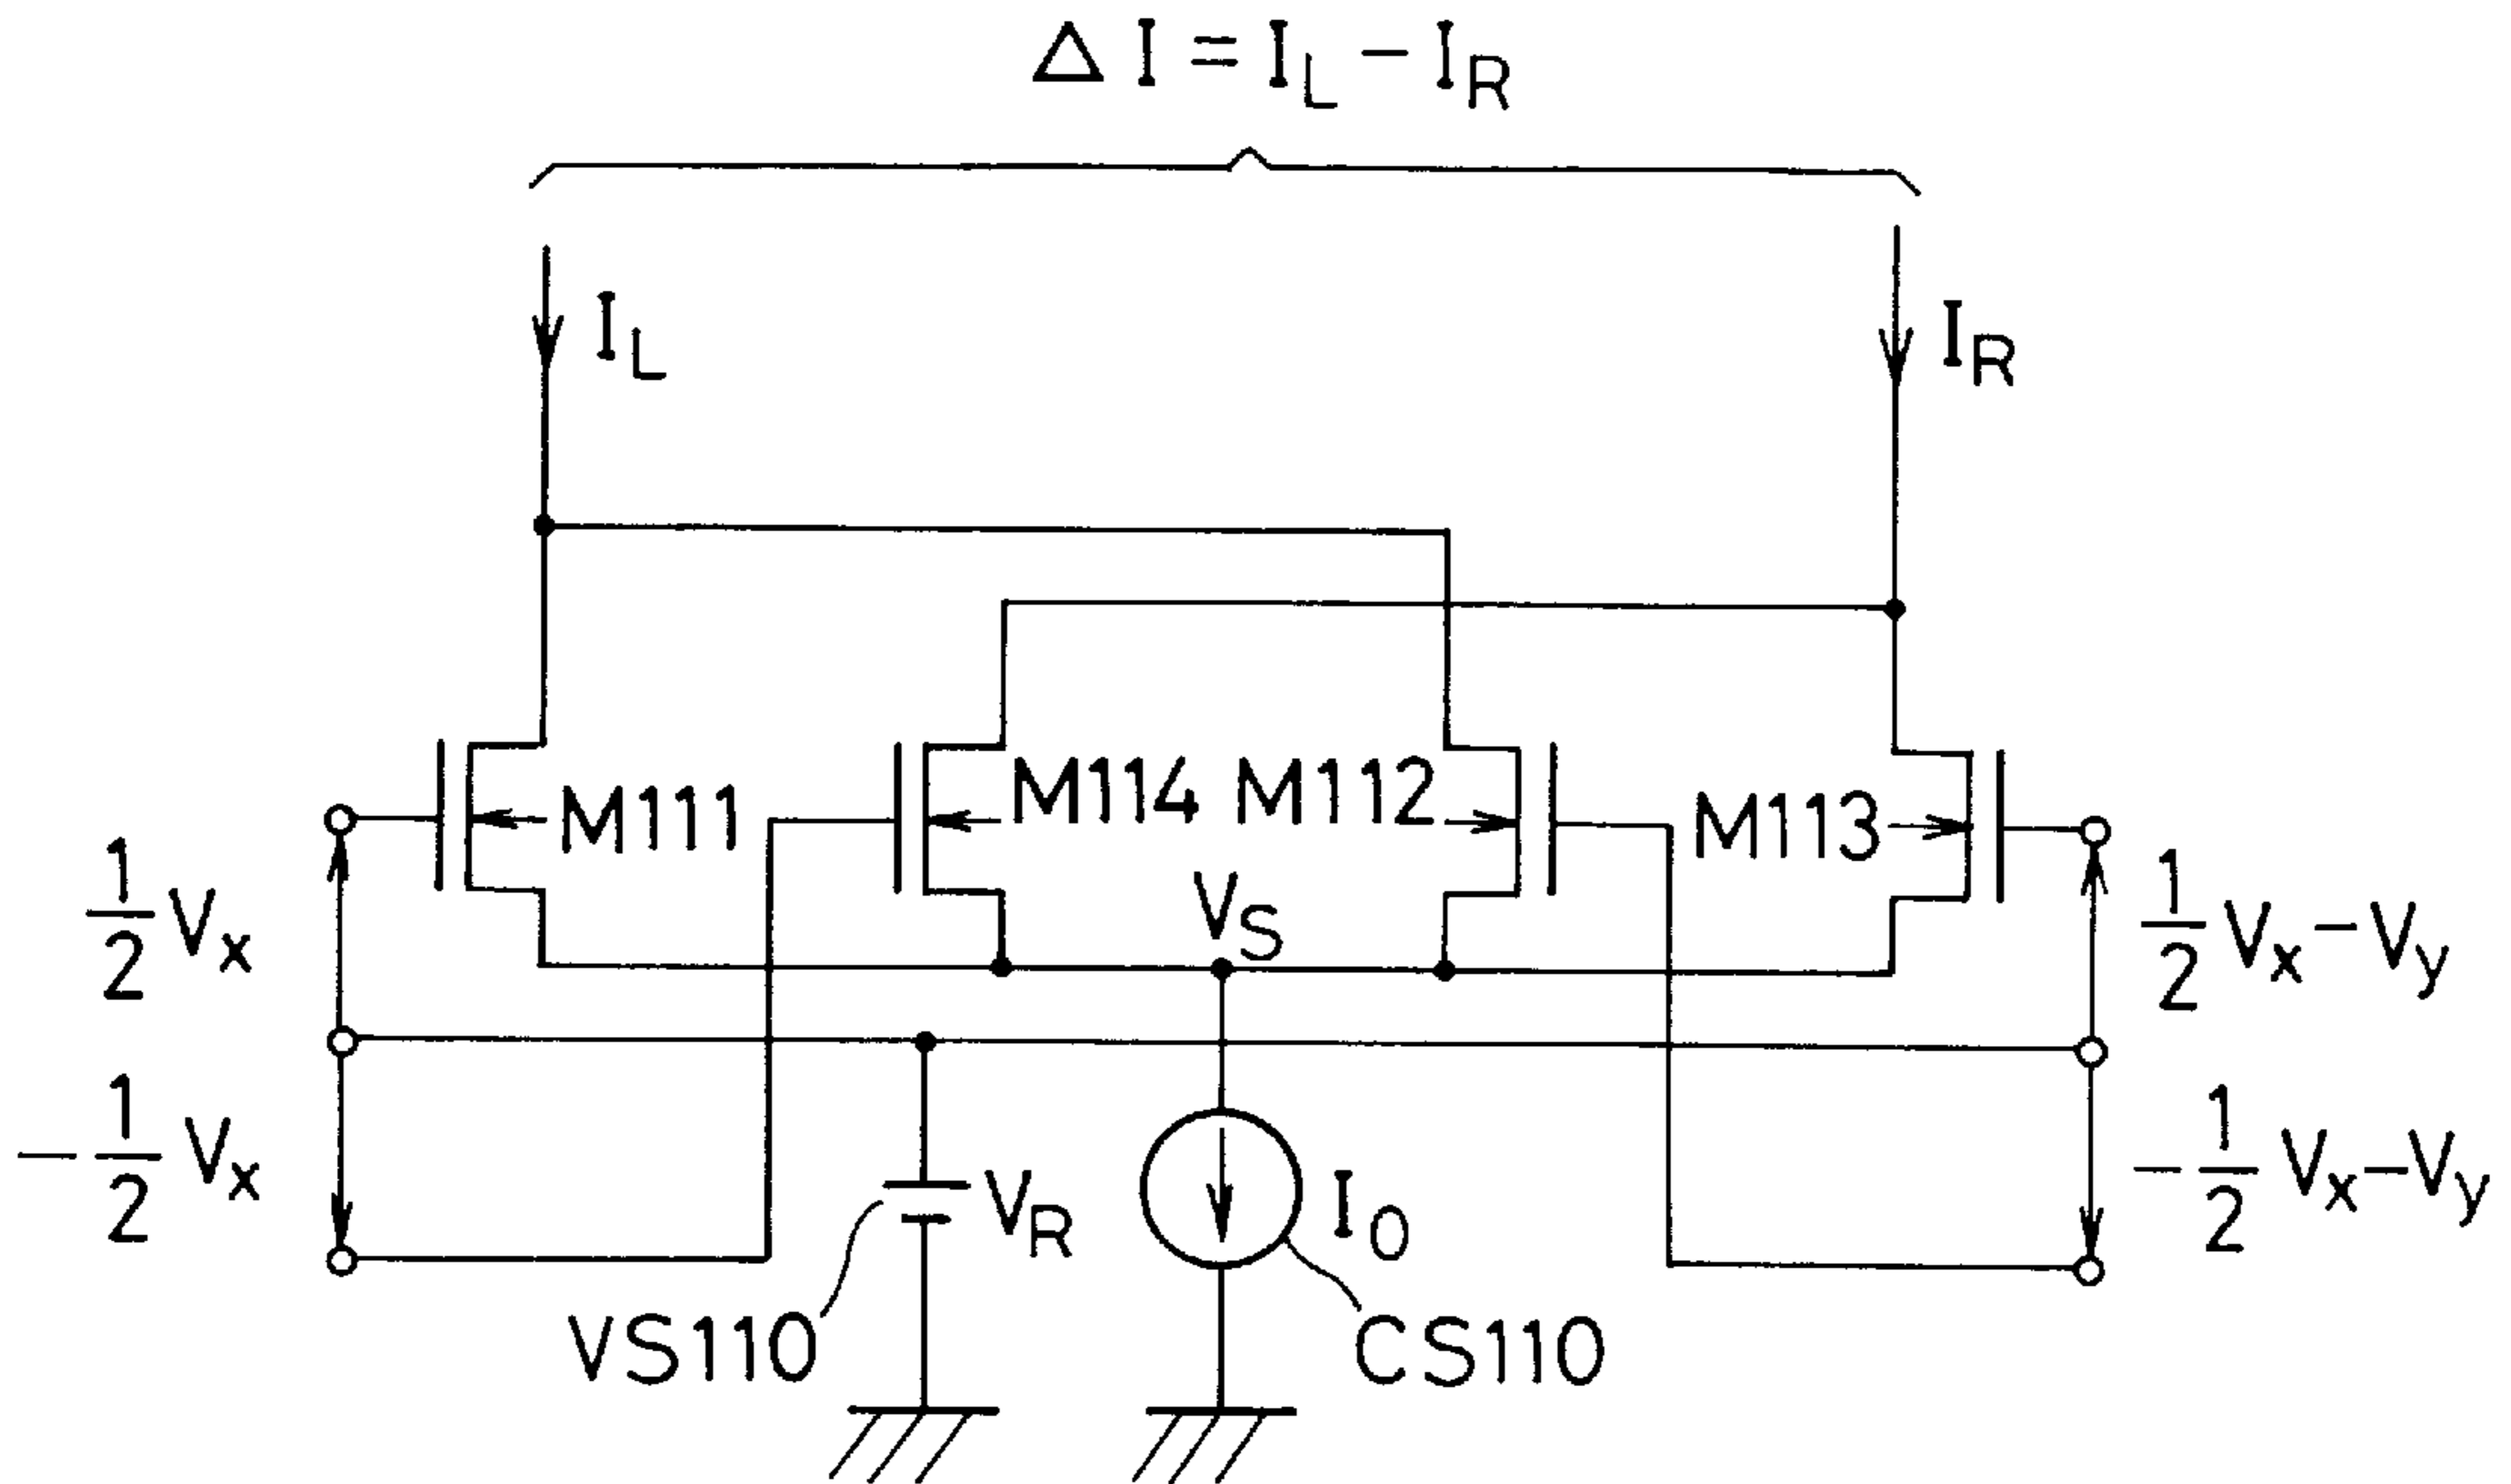 Δ I = I_L − I_R
I_L
I_R
M111
M114
M112
M113
V_S
1/2 V_x
1/2 V_x − V_y
− 1/2 V_x
− 1/2 V_x − V_y
V_R
I_0
VS110
CS110